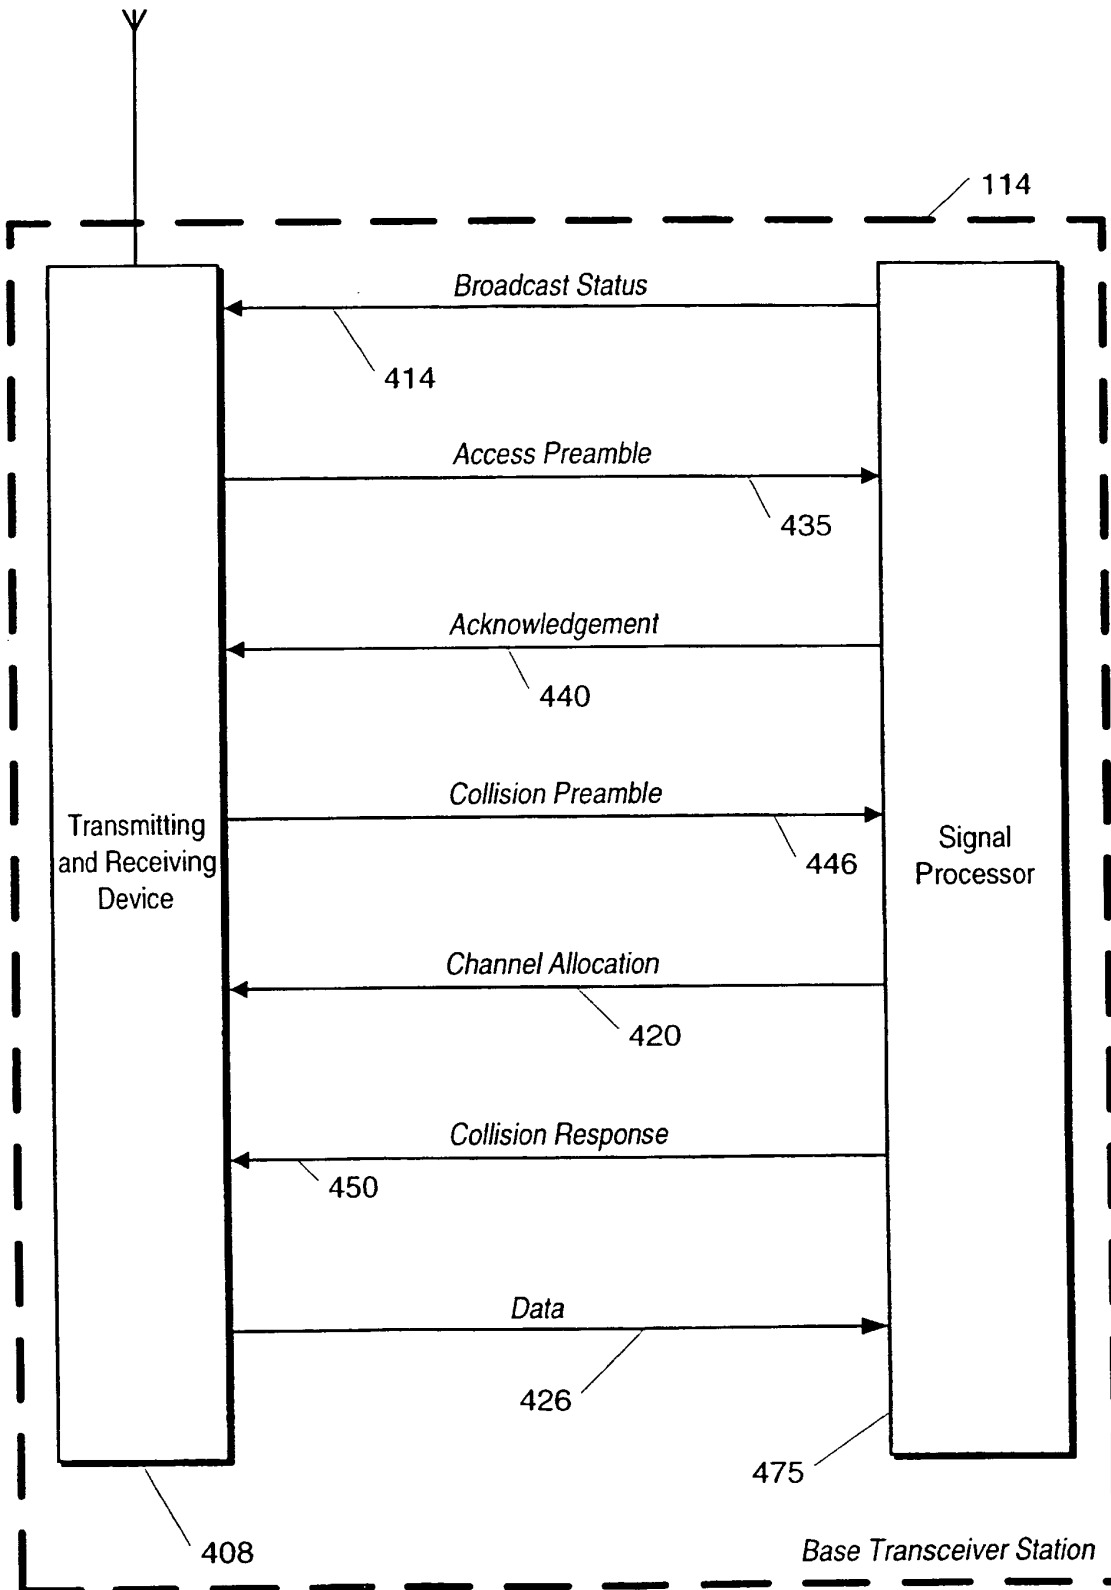 114
Broadcast Status
414
Access Preamble
435
Acknowledgement
440
Collision Preamble
446
Transmitting
and Receiving
Device
Signal
Processor
Channel Allocation
420
Collision Response
450
Data
426
475
408
Base Transceiver Station